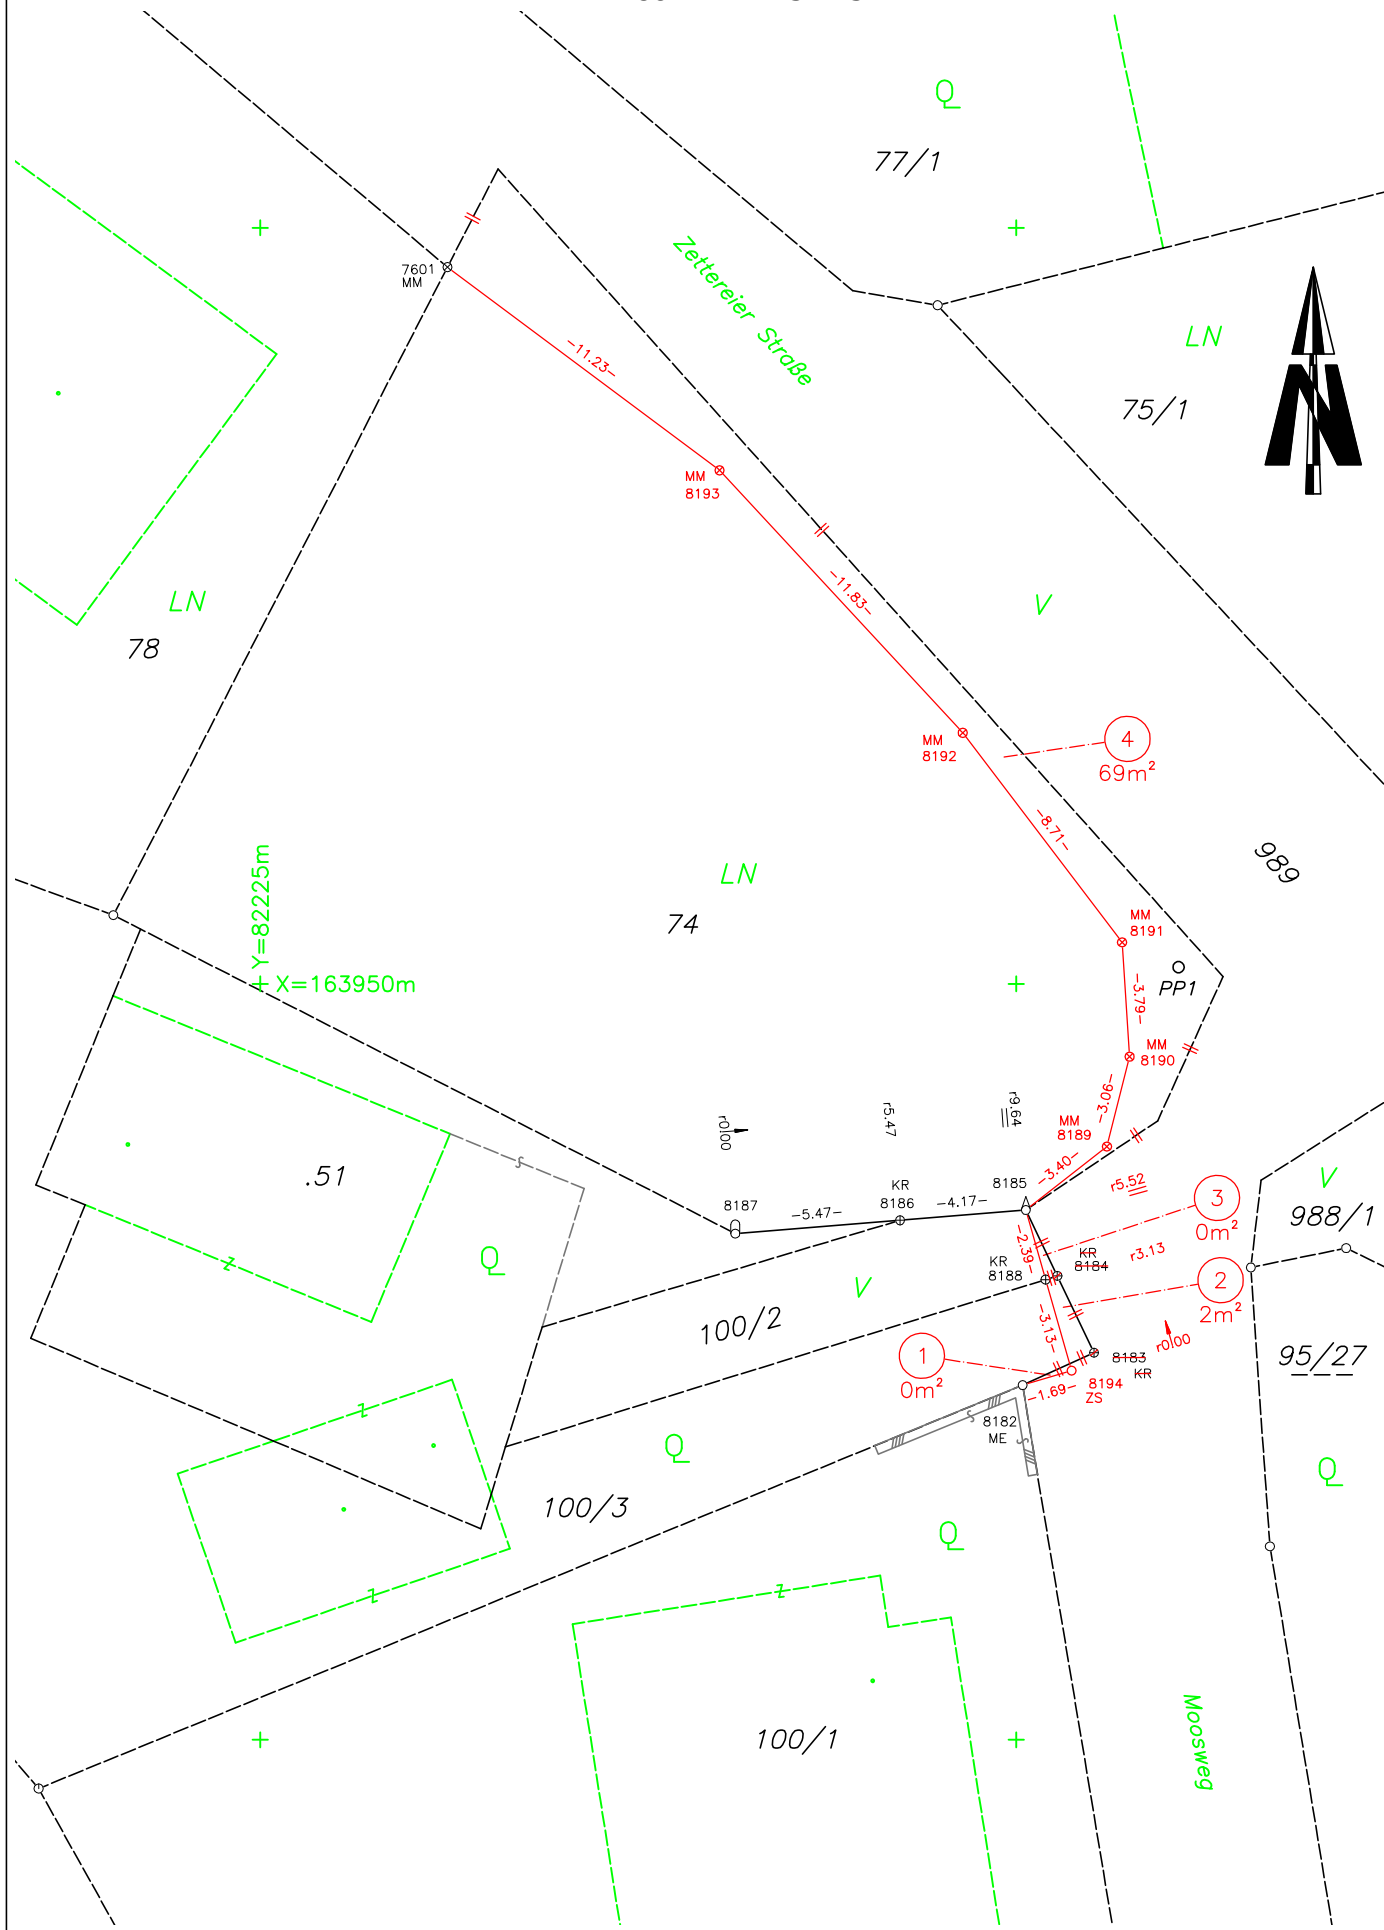 Q
77/1
Zettereier Straße
7601
MM
LN
75/1
N
-11.23-
MM
8193
-11.83-
LN
78
V
MM
8192
4
69m²
-8.71-
989
Y=82225m
X=163950m
LN
74
MM
8191
PP1
-3.79-
MM
8190
-3.06-
r0.00
r5.47
r9.64
MM
8189
.51
-3.40-
r5.52
V
988/1
8187
-5.47-
KR
8186
-4.17-
8185
3
0m²
-2.39-
z
Q
KR
8188
KR
8184
r3.13
V
100/2
2
2m²
-3.13-
r0.00
1
0m²
8183
KR
95/27
8194
ZS
-1.69-
8182
ME
z
Q
100/3
Q
Q
z
z
100/1
Moosweg